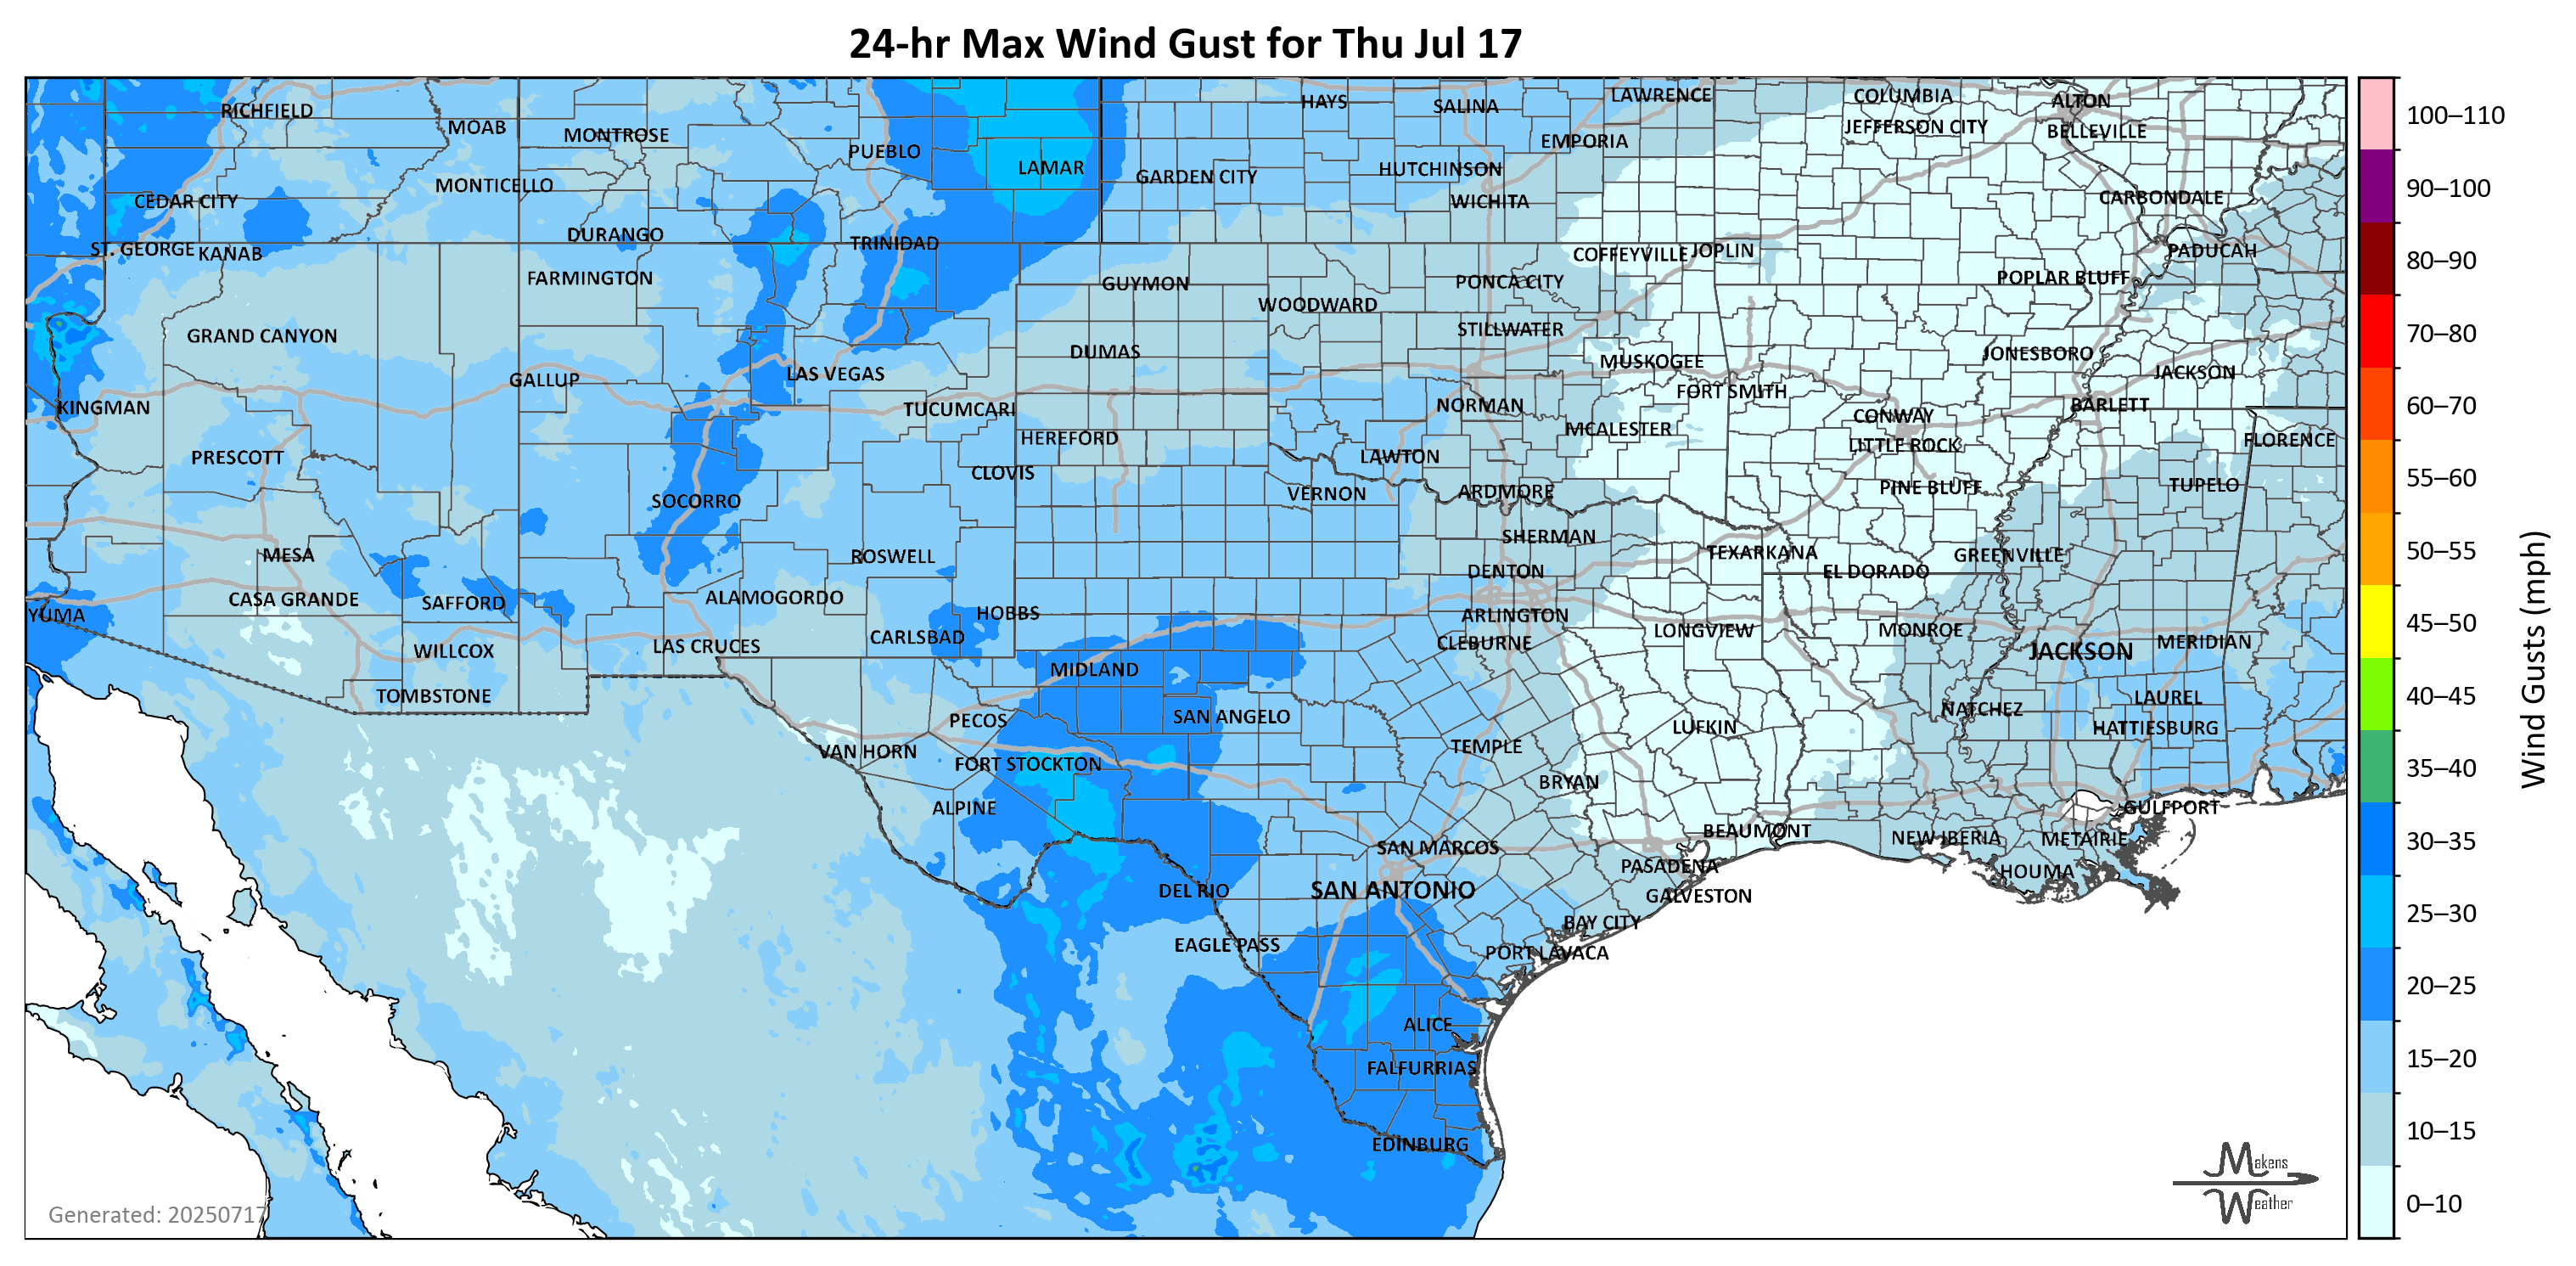 24-hr Max Wind Gust for Thu Jul 17
HAYS
SALINA
LAWRENCE
COLUMBIA
ALTON
RICHFIELD
MOAB
MONTROSE
PUEBLO
EMPORIA
JEFFERSON CITY
BELLEVILLE
LAMAR
GARDEN CITY
HUTCHINSON
MONTICELLO
CEDAR CITY
WICHITA
CARBONDALE
DURANGO
TRINIDAD
ST. GEORGE
KANAB
COFFEYVILLE
JOPLIN
PADUCAH
FARMINGTON
GUYMON
PONCA CITY
POPLAR BLUFF
WOODWARD
GRAND CANYON
STILLWATER
DUMAS
MUSKOGEE
JONESBORO
GALLUP
LAS VEGAS
FORT SMITH
JACKSON
KINGMAN
TUCUMCARI
NORMAN
CONWAY
BARLETT
HEREFORD
MCALESTER
LITTLE ROCK
FLORENCE
PRESCOTT
CLOVIS
LAWTON
SOCORRO
VERNON
ARDMORE
PINE BLUFF
TUPELO
MESA
ROSWELL
SHERMAN
TEXARKANA
GREENVILLE
DENTON
EL DORADO
CASA GRANDE
SAFFORD
ALAMOGORDO
HOBBS
YUMA
ARLINGTON
WILLCOX
LAS CRUCES
CARLSBAD
CLEBURNE
LONGVIEW
MONROE
JACKSON
MERIDIAN
MIDLAND
TOMBSTONE
PECOS
SAN ANGELO
LAUREL
NATCHEZ
HATTIESBURG
VAN HORN
FORT STOCKTON
TEMPLE
LUFKIN
BRYAN
ALPINE
GULFPORT
SAN MARCOS
BEAUMONT
NEW IBERIA
METAIRIE
DEL RIO
SAN ANTONIO
PASADENA
HOUMA
GALVESTON
EAGLE PASS
BAY CITY
PORT LAVACA
ALICE
FALFURRIAS
EDINBURG
Generated: 20250717
Makens
Weather
100–110
90–100
80–90
70–80
60–70
55–60
50–55
45–50
40–45
35–40
30–35
25–30
20–25
15–20
10–15
0–10
Wind Gusts (mph)